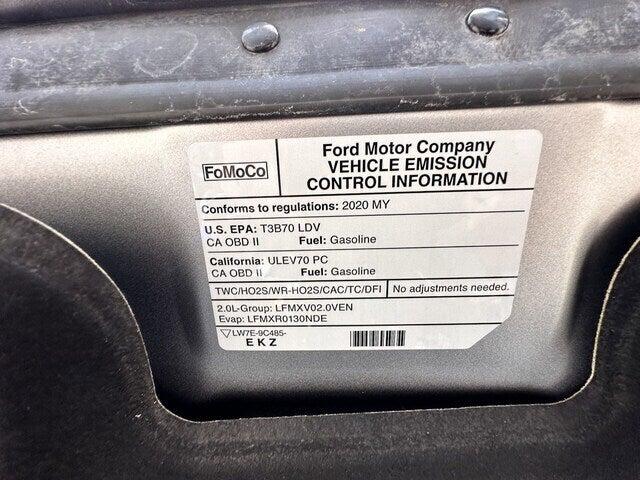 FoMoCo
Ford Motor Company
VEHICLE EMISSION
CONTROL INFORMATION
Conforms to regulations: 2020 MY
U.S. EPA: T3B70 LDV
CA OBD II Fuel: Gasoline
California: ULEV70 PC
CA OBD II Fuel: Gasoline
TWC/HO2S/WR-HO2S/CAC/TC/DFI No adjustments needed.
2.0L-Group: LFMXV02.0VEN
Evap: LFMXR0130NDE
LW7E-9C485-
EKZ